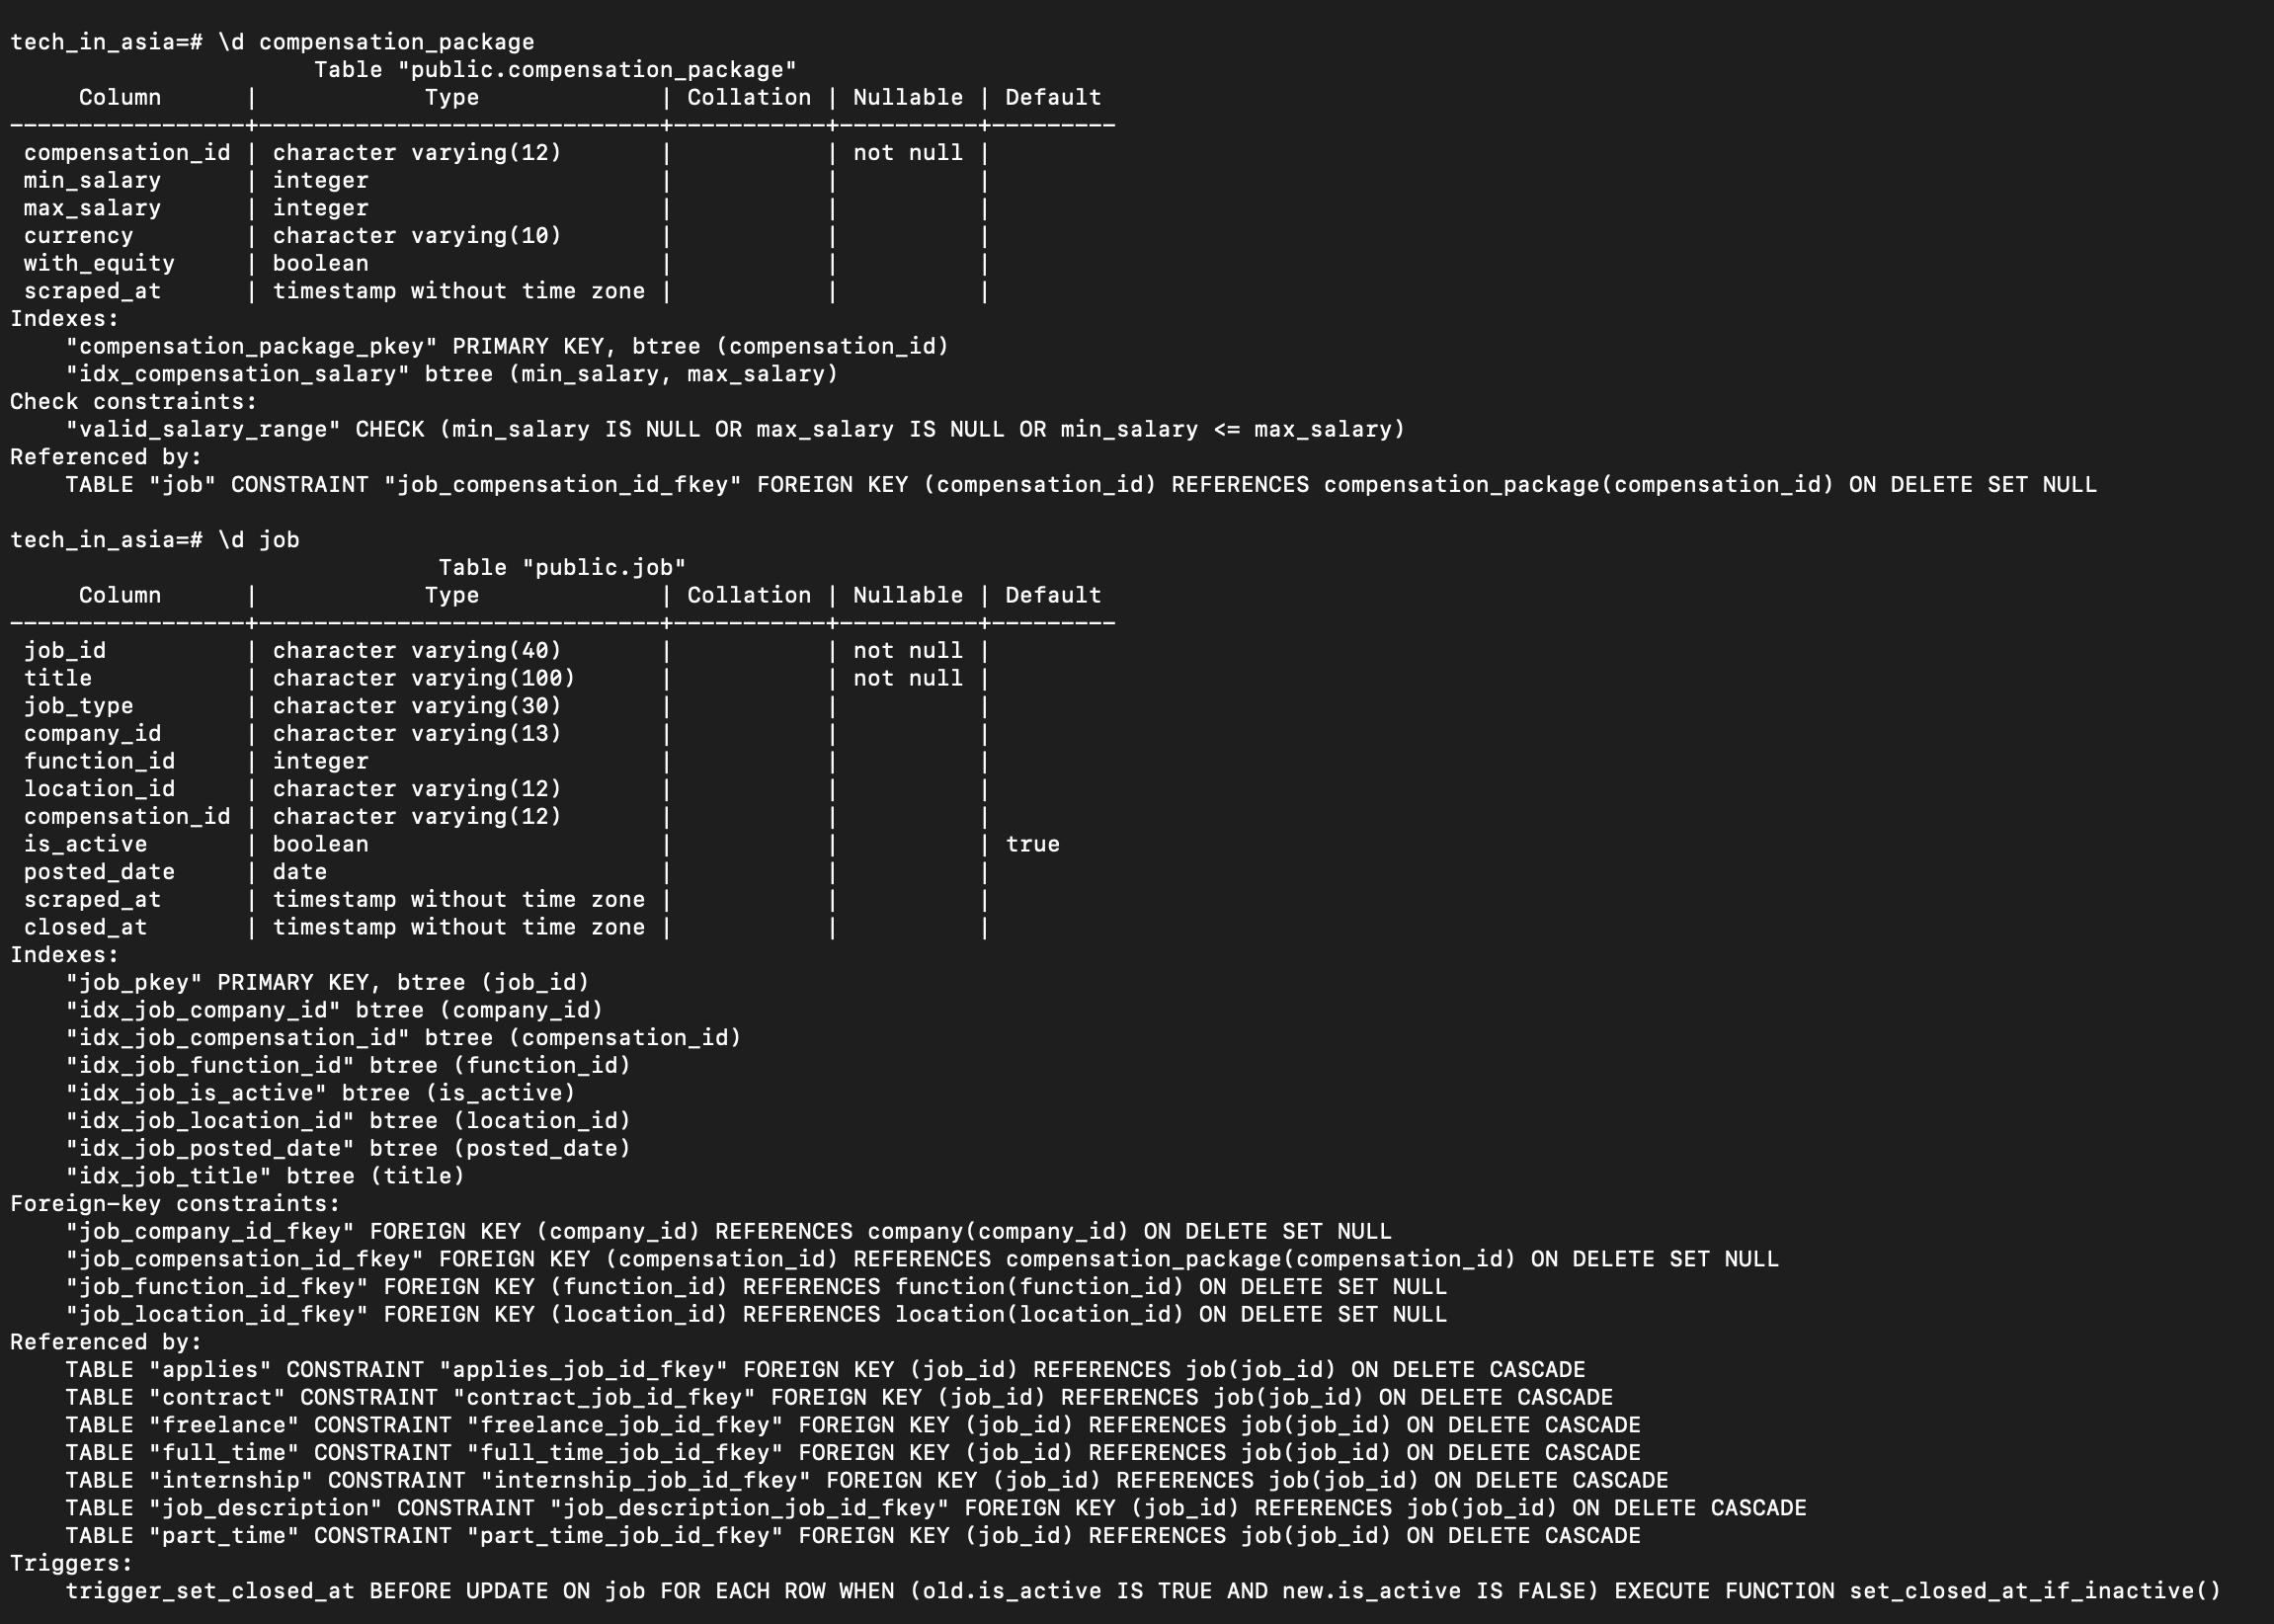 tech_in_asia=# \d compensation_package
                      Table "public.compensation_package"
     Column      |            Type             | Collation | Nullable | Default
-----------------+-----------------------------+-----------+----------+---------
 compensation_id | character varying(12)       |           | not null |
 min_salary      | integer                     |           |          |
 max_salary      | integer                     |           |          |
 currency        | character varying(10)       |           |          |
 with_equity     | boolean                     |           |          |
 scraped_at      | timestamp without time zone |           |          |
Indexes:
    "compensation_package_pkey" PRIMARY KEY, btree (compensation_id)
    "idx_compensation_salary" btree (min_salary, max_salary)
Check constraints:
    "valid_salary_range" CHECK (min_salary IS NULL OR max_salary IS NULL OR min_salary <= max_salary)
Referenced by:
    TABLE "job" CONSTRAINT "job_compensation_id_fkey" FOREIGN KEY (compensation_id) REFERENCES compensation_package(compensation_id) ON DELETE SET NULL

tech_in_asia=# \d job
                               Table "public.job"
     Column      |            Type             | Collation | Nullable | Default
-----------------+-----------------------------+-----------+----------+---------
 job_id          | character varying(40)       |           | not null |
 title           | character varying(100)      |           | not null |
 job_type        | character varying(30)       |           |          |
 company_id      | character varying(13)       |           |          |
 function_id     | integer                     |           |          |
 location_id     | character varying(12)       |           |          |
 compensation_id | character varying(12)       |           |          |
 is_active       | boolean                     |           |          | true
 posted_date     | date                        |           |          |
 scraped_at      | timestamp without time zone |           |          |
 closed_at       | timestamp without time zone |           |          |
Indexes:
    "job_pkey" PRIMARY KEY, btree (job_id)
    "idx_job_company_id" btree (company_id)
    "idx_job_compensation_id" btree (compensation_id)
    "idx_job_function_id" btree (function_id)
    "idx_job_is_active" btree (is_active)
    "idx_job_location_id" btree (location_id)
    "idx_job_posted_date" btree (posted_date)
    "idx_job_title" btree (title)
Foreign-key constraints:
    "job_company_id_fkey" FOREIGN KEY (company_id) REFERENCES company(company_id) ON DELETE SET NULL
    "job_compensation_id_fkey" FOREIGN KEY (compensation_id) REFERENCES compensation_package(compensation_id) ON DELETE SET NULL
    "job_function_id_fkey" FOREIGN KEY (function_id) REFERENCES function(function_id) ON DELETE SET NULL
    "job_location_id_fkey" FOREIGN KEY (location_id) REFERENCES location(location_id) ON DELETE SET NULL
Referenced by:
    TABLE "applies" CONSTRAINT "applies_job_id_fkey" FOREIGN KEY (job_id) REFERENCES job(job_id) ON DELETE CASCADE
    TABLE "contract" CONSTRAINT "contract_job_id_fkey" FOREIGN KEY (job_id) REFERENCES job(job_id) ON DELETE CASCADE
    TABLE "freelance" CONSTRAINT "freelance_job_id_fkey" FOREIGN KEY (job_id) REFERENCES job(job_id) ON DELETE CASCADE
    TABLE "full_time" CONSTRAINT "full_time_job_id_fkey" FOREIGN KEY (job_id) REFERENCES job(job_id) ON DELETE CASCADE
    TABLE "internship" CONSTRAINT "internship_job_id_fkey" FOREIGN KEY (job_id) REFERENCES job(job_id) ON DELETE CASCADE
    TABLE "job_description" CONSTRAINT "job_description_job_id_fkey" FOREIGN KEY (job_id) REFERENCES job(job_id) ON DELETE CASCADE
    TABLE "part_time" CONSTRAINT "part_time_job_id_fkey" FOREIGN KEY (job_id) REFERENCES job(job_id) ON DELETE CASCADE
Triggers:
    trigger_set_closed_at BEFORE UPDATE ON job FOR EACH ROW WHEN (old.is_active IS TRUE AND new.is_active IS FALSE) EXECUTE FUNCTION set_closed_at_if_inactive()